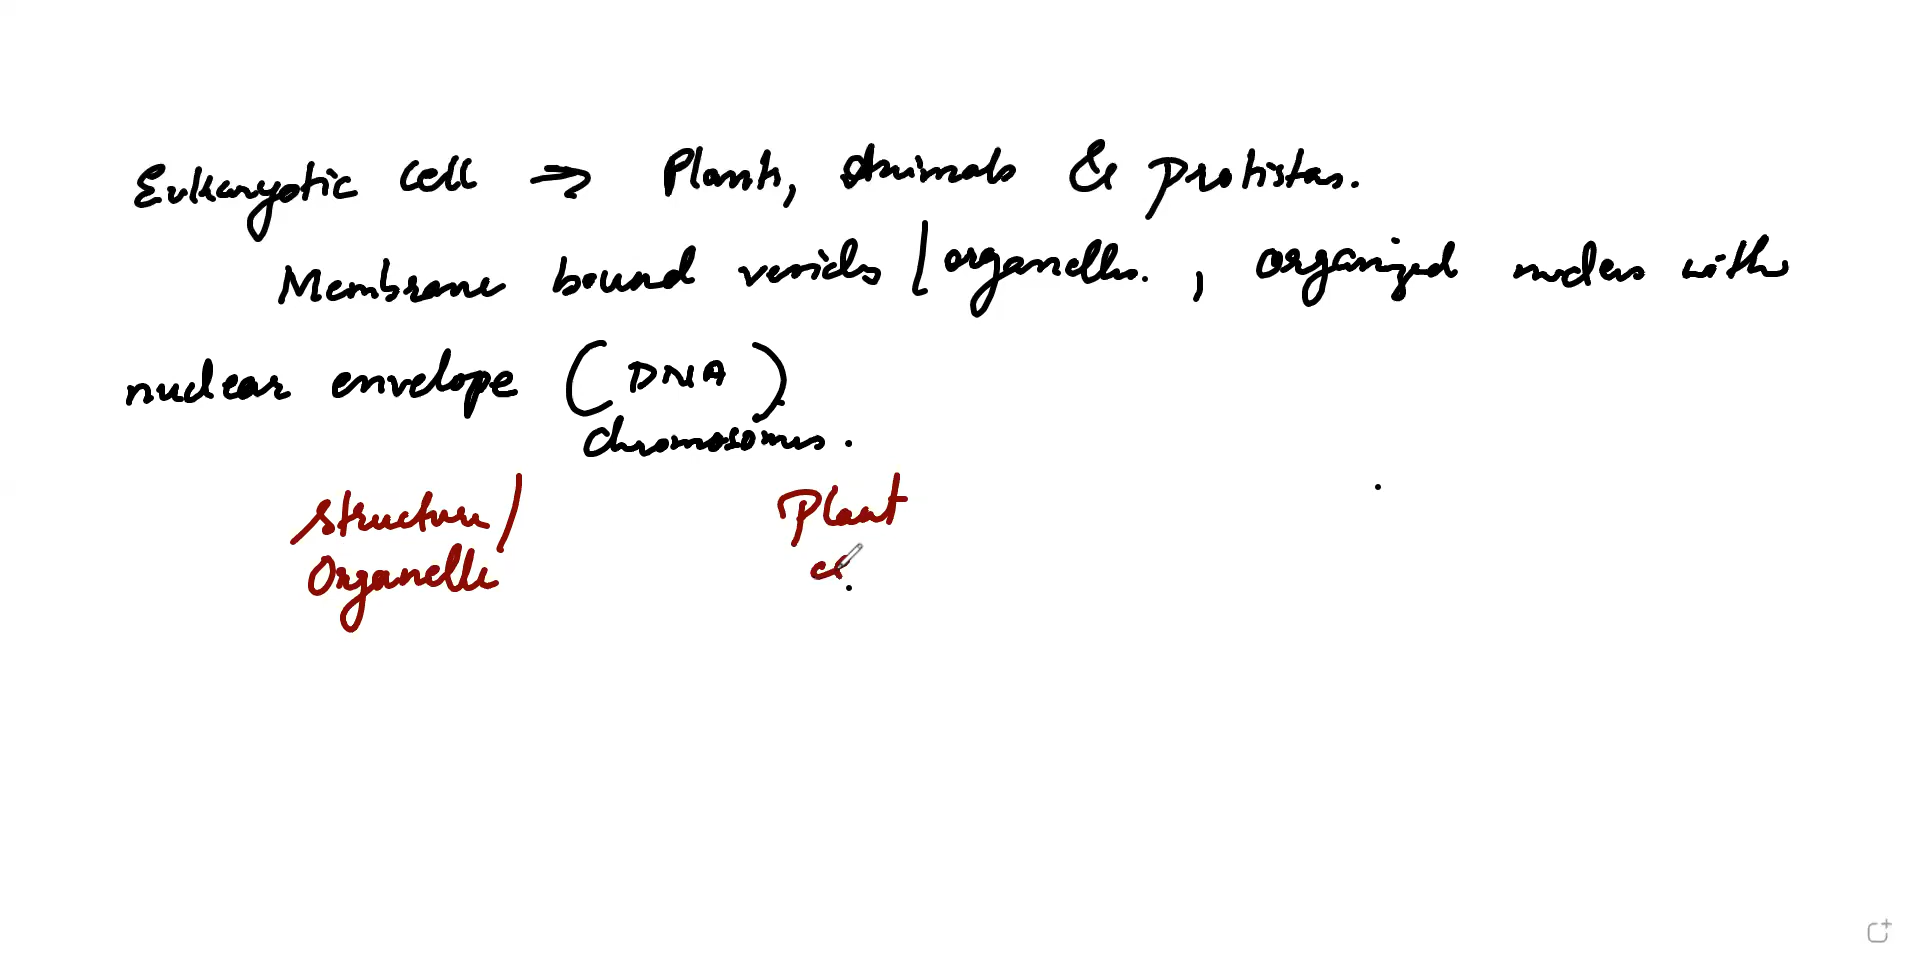 Eukaryotic cell → Plants, Animals & Protistas.
Membrane bound vesicles / organelles. , organized nucleus with
nuclear envelope (DNA)
chromosomes.
Structure/ Plant
Organelle ce